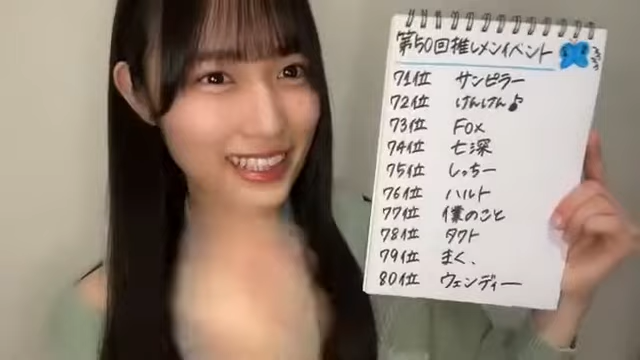 第50回推しメンイベント
71位 サンピラー
72位 けんけん♪
73位 FOX
74位 七深
75位 しっちー
76位 ハルト
77位 僕のこと
78位 タクト
79位 まく、
80位 ウェンディー